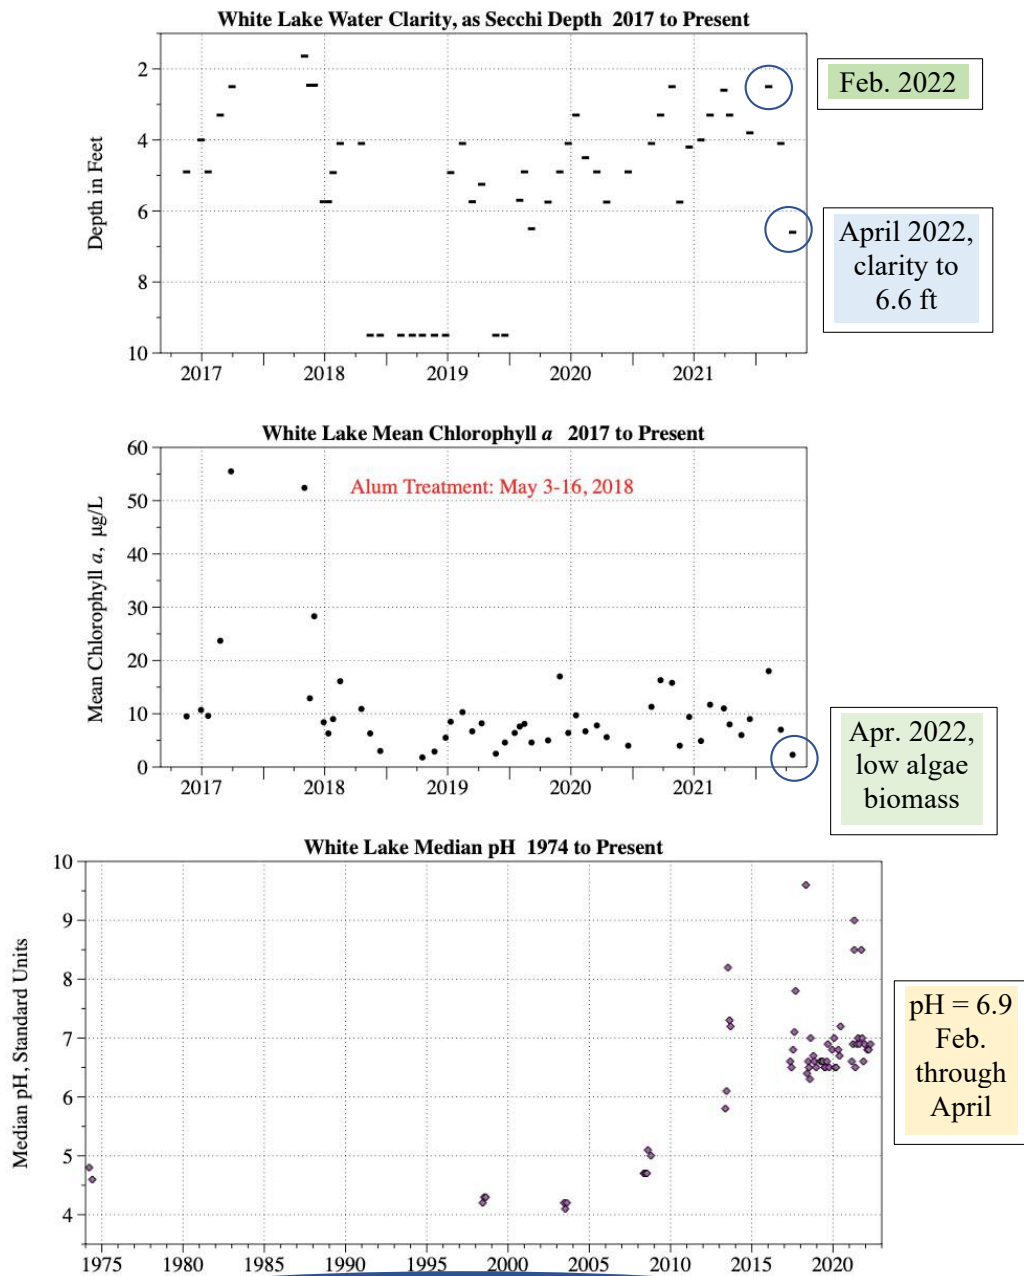 White Lake Water Clarity, as Secchi Depth 2017 to Present
Depth in Feet
2
4
6
8
10
2017 2018 2019 2020 2021
Feb. 2022
April 2022,
clarity to
6.6 ft
White Lake Mean Chlorophyll a 2017 to Present
Alum Treatment: May 3-16, 2018
Mean Chlorophyll a, µg/L
60
50
40
30
20
10
0
2017 2018 2019 2020 2021
Apr. 2022,
low algae
biomass
White Lake Median pH 1974 to Present
Median pH, Standard Units
10
9
8
7
6
5
4
1975 1980 1985 1990 1995 2000 2005 2010 2015 2020
pH = 6.9
Feb.
through
April